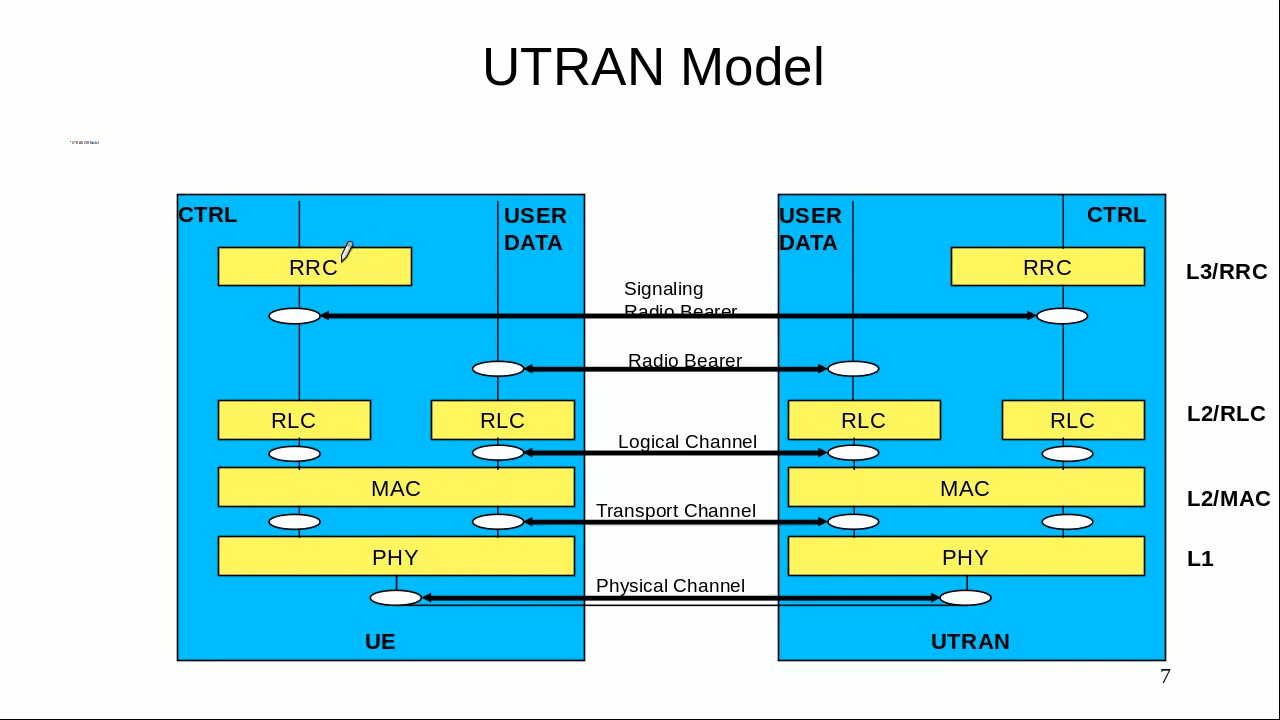 UTRAN Model
CTRL
USER
DATA
USER
DATA
CTRL
RRC
RRC
L3/RRC
Signaling
Radio Bearer
Radio Bearer
RLC
RLC
RLC
RLC
L2/RLC
Logical Channel
MAC
MAC
L2/MAC
Transport Channel
PHY
PHY
L1
Physical Channel
UE
UTRAN
7